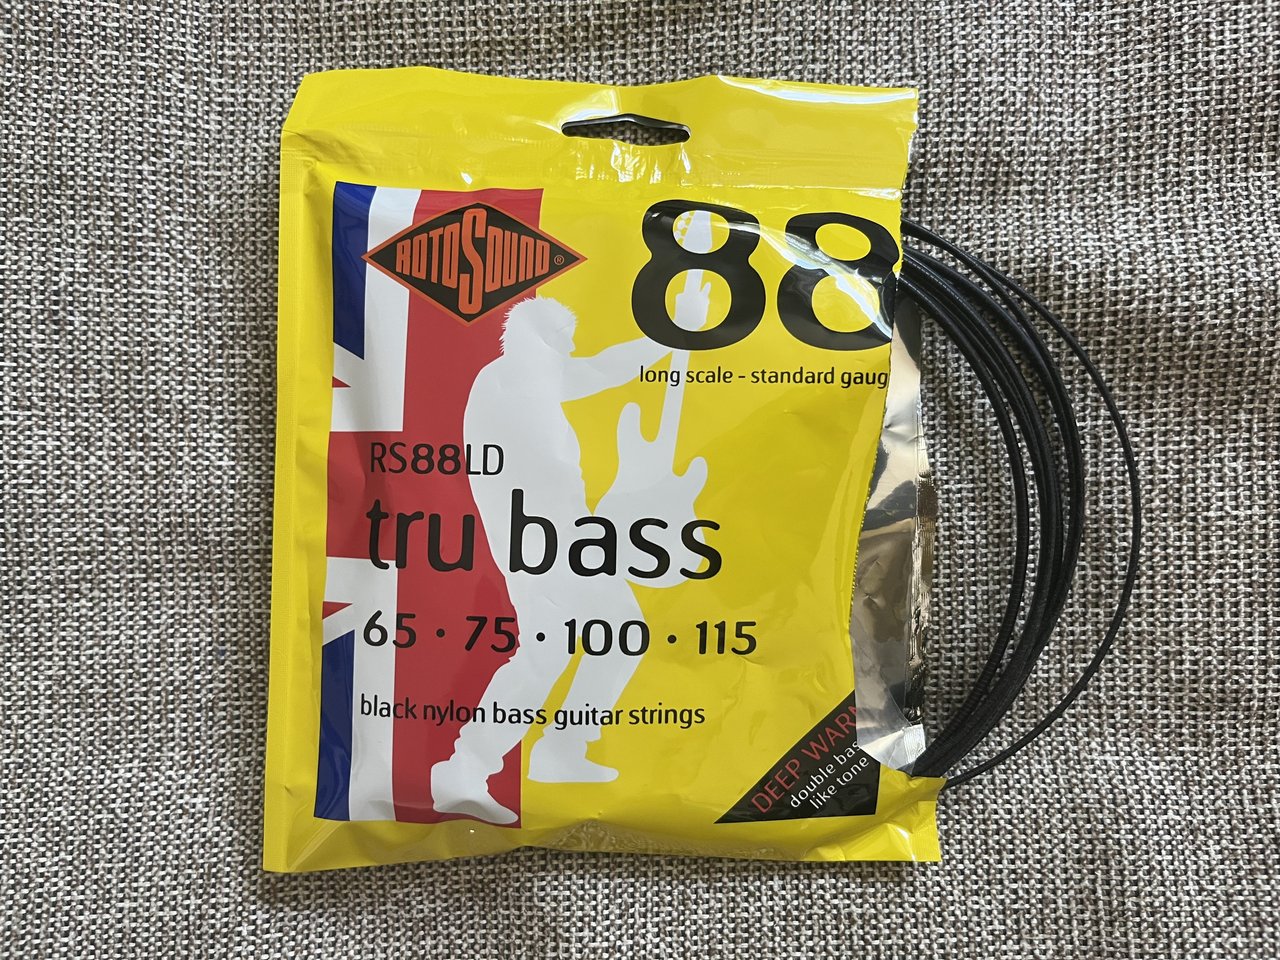 ROTOSOUND®
88
long scale - standard gaug
RS88LD
tru bass
65 · 75 · 100 · 115
black nylon bass guitar strings
DEEP WARM
double bas
like tone